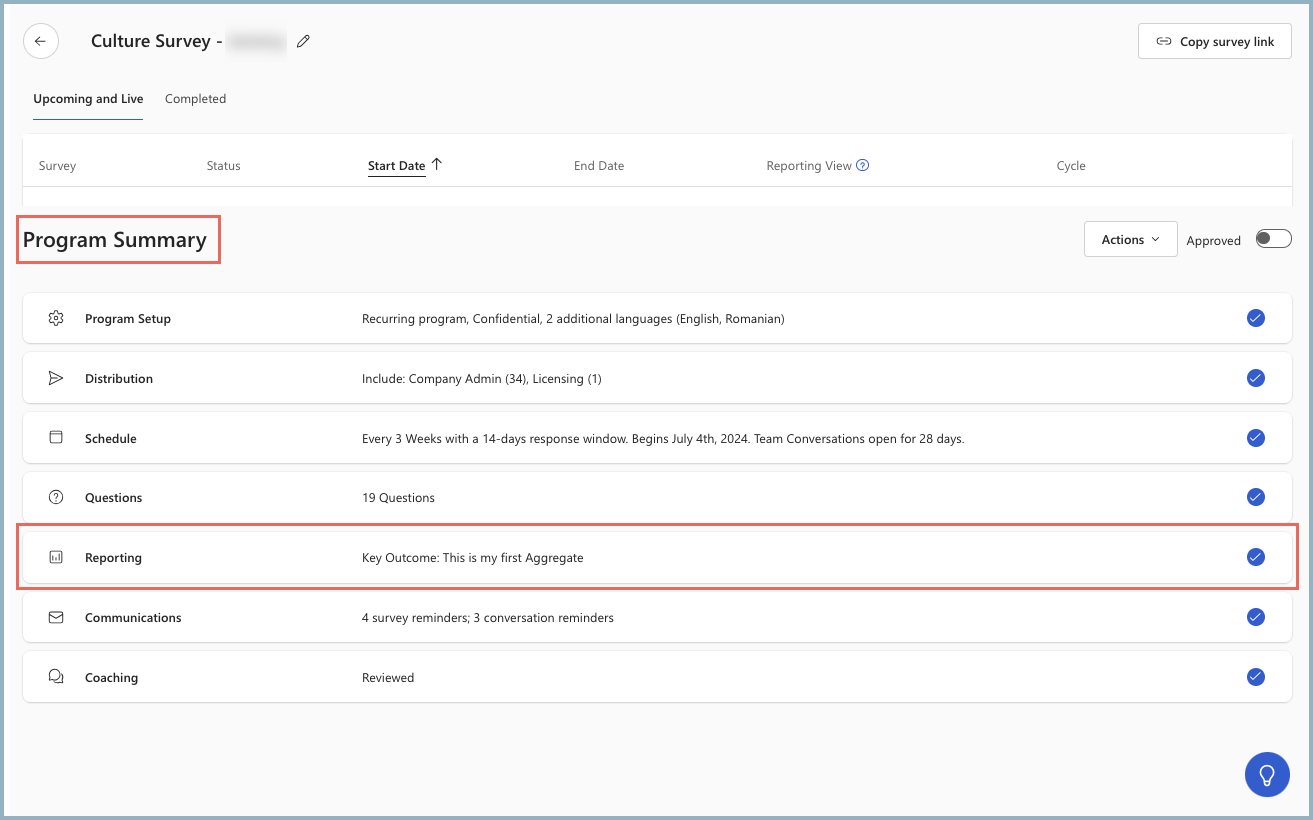 Culture Survey -
Copy survey link
Upcoming and Live Completed
Survey Status Start Date ↑ End Date Reporting View ? Cycle
Program Summary
Actions Approved
Program Setup Recurring program, Confidential, 2 additional languages (English, Romanian)
Distribution Include: Company Admin (34), Licensing (1)
Schedule Every 3 Weeks with a 14-days response window. Begins July 4th, 2024. Team Conversations open for 28 days.
Questions 19 Questions
Reporting Key Outcome: This is my first Aggregate
Communications 4 survey reminders; 3 conversation reminders
Coaching Reviewed